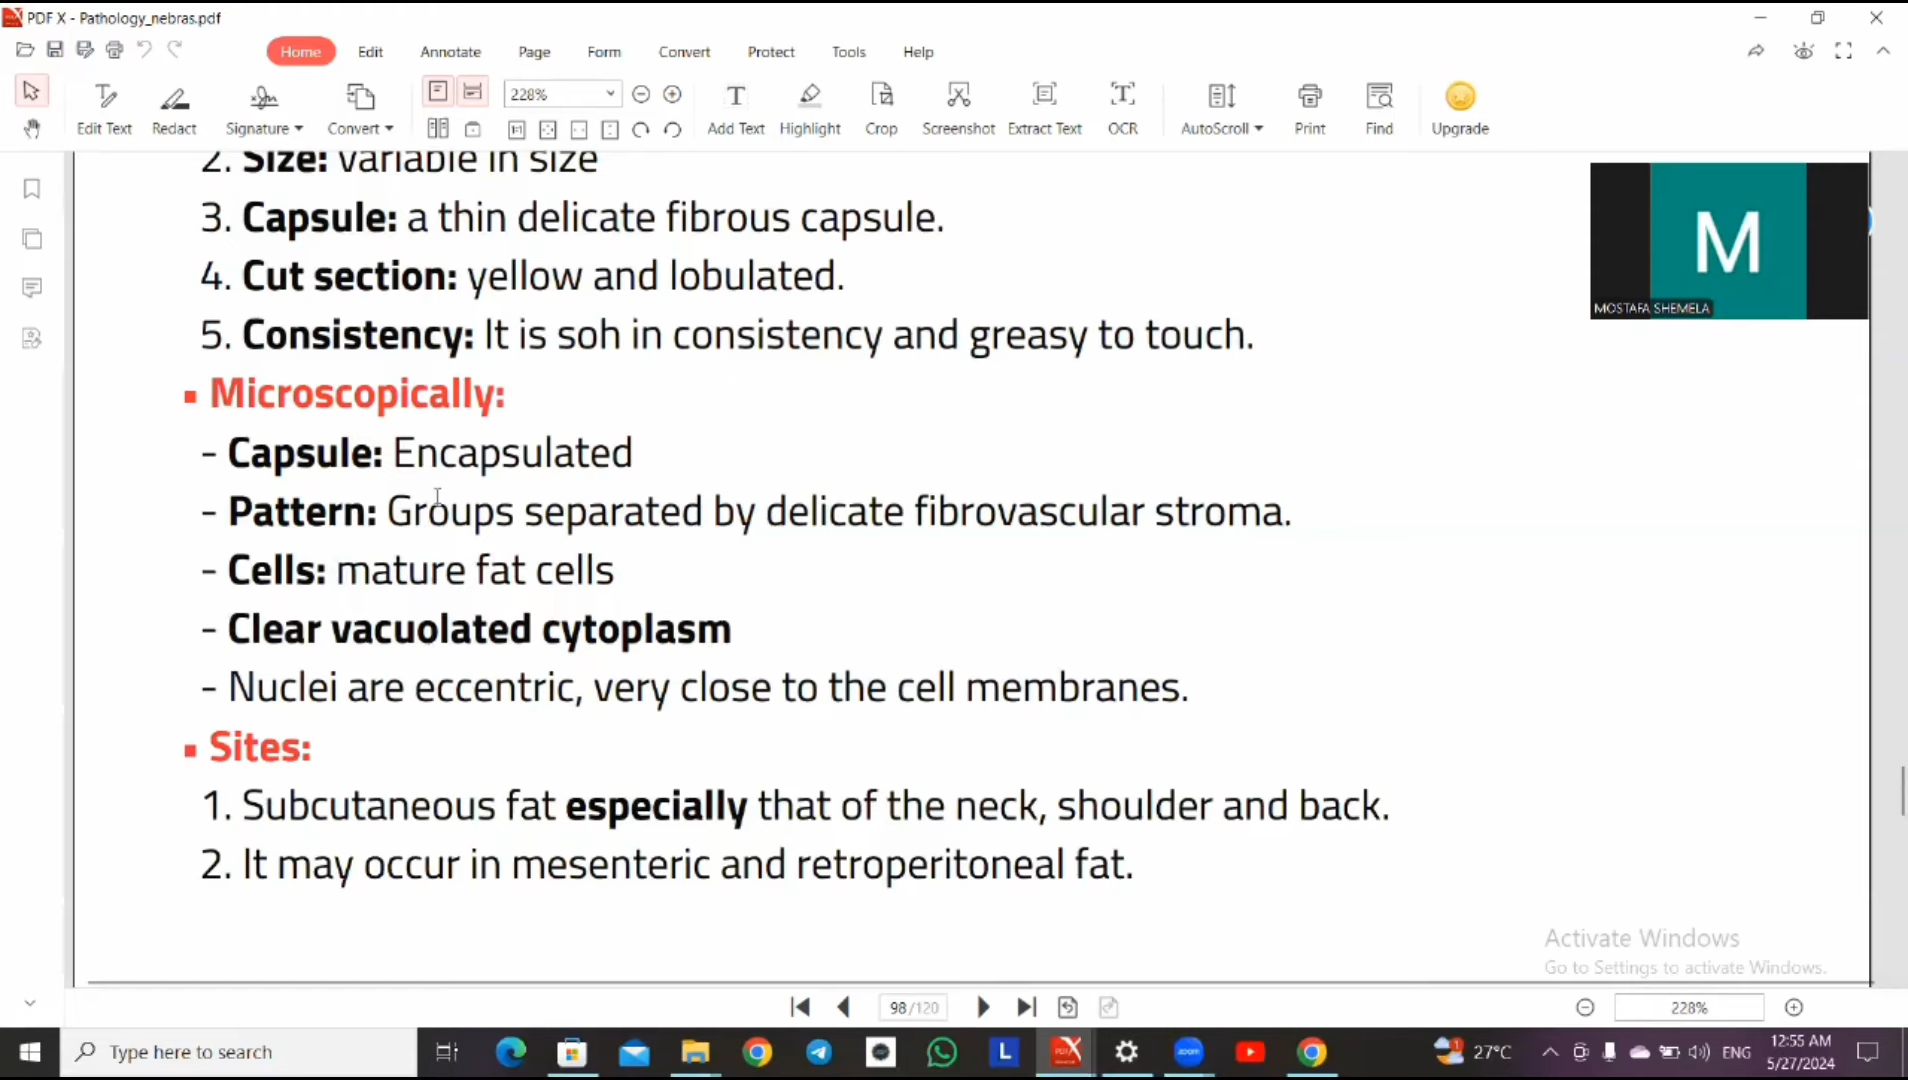 PDF X - Pathology_nebras.pdf
Home Edit Annotate Page Form Convert Protect Tools Help
228%
Edit Text Redact Signature Convert Add Text Highlight Crop Screenshot Extract Text OCR AutoScroll Print Find Upgrade
2. Size: variable in size
3. Capsule: a thin delicate fibrous capsule.
4. Cut section: yellow and lobulated.
5. Consistency: It is soh in consistency and greasy to touch.
▪ Microscopically:
- Capsule: Encapsulated
- Pattern: Groups separated by delicate fibrovascular stroma.
- Cells: mature fat cells
- Clear vacuolated cytoplasm
- Nuclei are eccentric, very close to the cell membranes.
▪ Sites:
1. Subcutaneous fat especially that of the neck, shoulder and back.
2. It may occur in mesenteric and retroperitoneal fat.
M
MOSTAFA SHEMELA
Activate Windows
Go to Settings to activate Windows.
98/120
228%
Type here to search
L
zoom
27°C
ENG
12:55 AM
5/27/2024